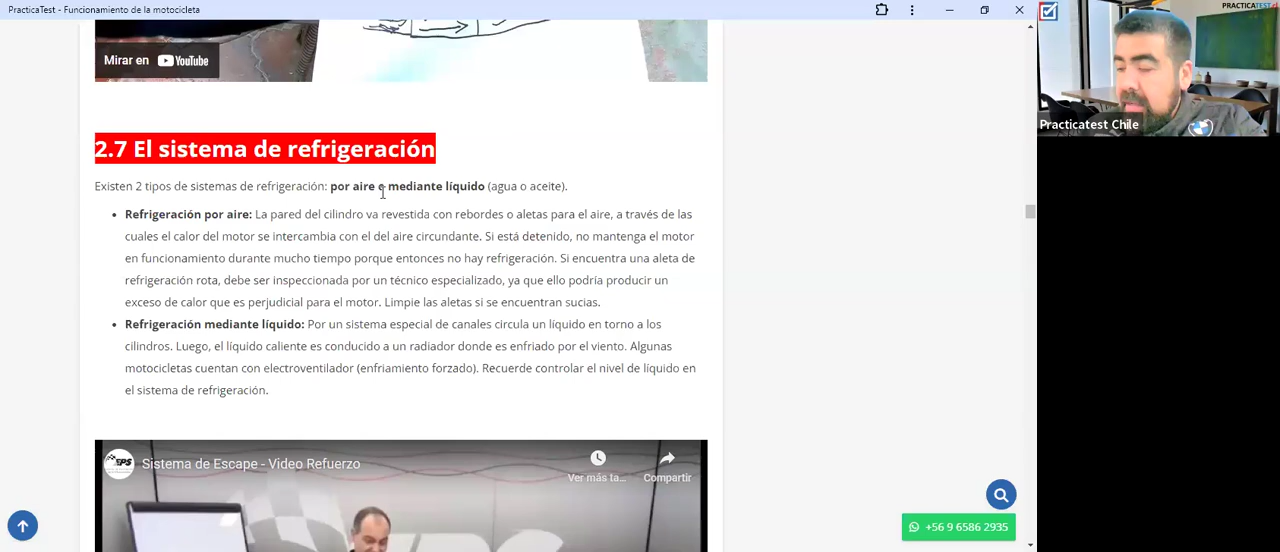 PracticaTest - Funcionamiento de la motocicleta
PRACTICATEST.cl
Mirar en YouTube
Practicatest Chile
2.7 El sistema de refrigeración
Existen 2 tipos de sistemas de refrigeración: por aire o mediante líquido (agua o aceite).
Refrigeración por aire: La pared del cilindro va revestida con rebordes o aletas para el aire, a través de las
cuales el calor del motor se intercambia con el del aire circundante. Si está detenido, no mantenga el motor
en funcionamiento durante mucho tiempo porque entonces no hay refrigeración. Si encuentra una aleta de
refrigeración rota, debe ser inspeccionada por un técnico especializado, ya que ello podría producir un
exceso de calor que es perjudicial para el motor. Limpie las aletas si se encuentran sucias.
Refrigeración mediante líquido: Por un sistema especial de canales circula un líquido en torno a los
cilindros. Luego, el líquido caliente es conducido a un radiador donde es enfriado por el viento. Algunas
motocicletas cuentan con electroventilador (enfriamiento forzado). Recuerde controlar el nivel de líquido en
el sistema de refrigeración.
Sistema de Escape - Video Refuerzo
Ver más ta...
Compartir
+56 9 6586 2935